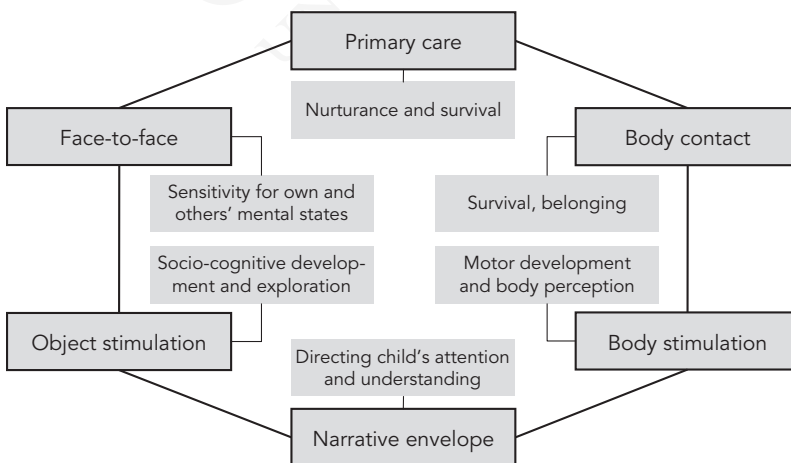 Primary care
Nurturance and survival
Face-to-face
Body contact
Sensitivity for own and
others’ mental states
Survival, belonging
Socio-cognitive develop-
ment and exploration
Motor development
and body perception
Object stimulation
Body stimulation
Directing child’s attention
and understanding
Narrative envelope